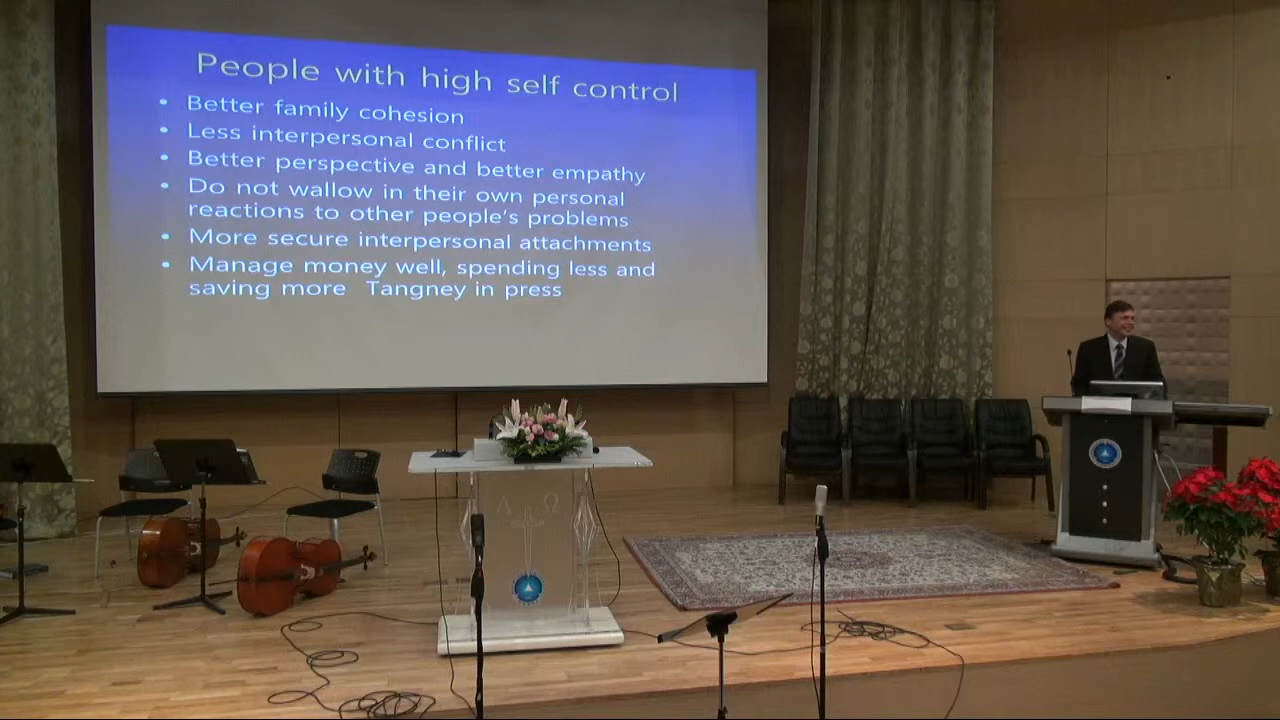 People with high self control
• Better family cohesion
• Less interpersonal conflict
• Better perspective and better empathy
• Do not wallow in their own personal
reactions to other people's problems
• More secure interpersonal attachments
• Manage money well, spending less and
saving more Tangney in press
Α Ω